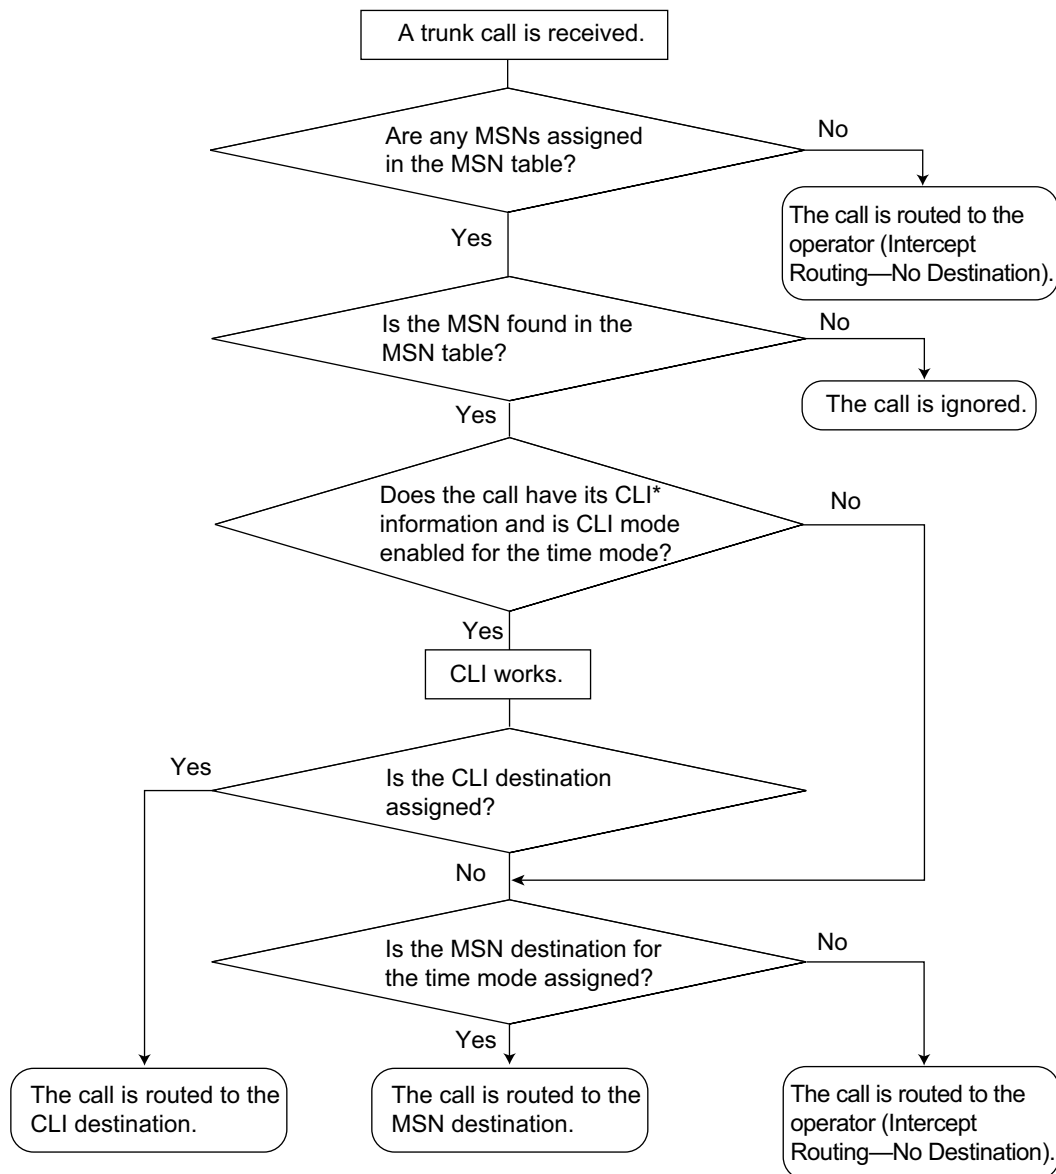 A trunk call is received.
Are any MSNs assigned
in the MSN table?
No
The call is routed to the
operator (Intercept
Routing—No Destination).
Yes
Is the MSN found in the
MSN table?
No
The call is ignored.
Yes
Does the call have its CLI*
information and is CLI mode
enabled for the time mode?
No
Yes
CLI works.
Yes
Is the CLI destination
assigned?
No
Is the MSN destination for
the time mode assigned?
No
Yes
The call is routed to the
CLI destination.
The call is routed to the
MSN destination.
The call is routed to the
operator (Intercept
Routing—No Destination).